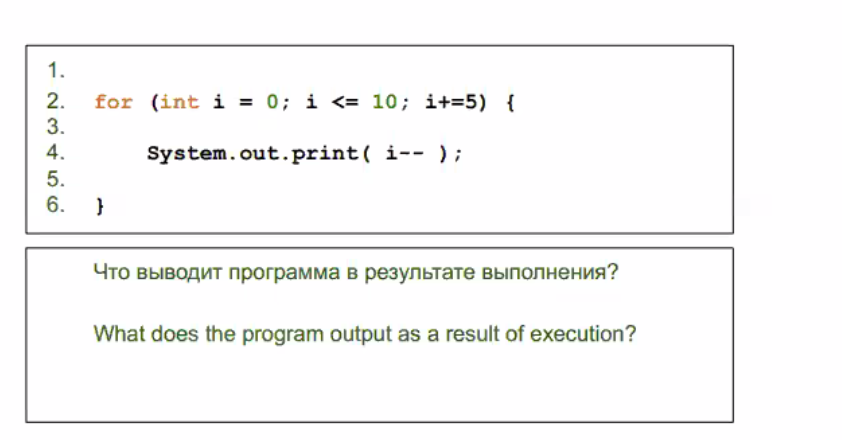 1.
2. for (int i = 0; i <= 10; i+=5) {
3.
4. System.out.print( i-- );
5.
6. }
Что выводит программа в результате выполнения?
What does the program output as a result of execution?